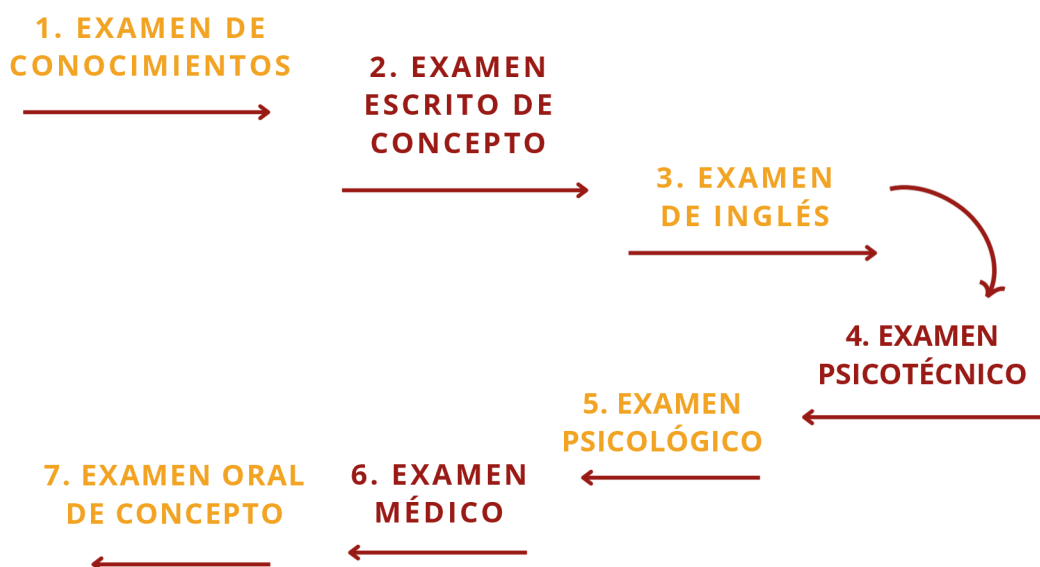 1. EXAMEN DE
CONOCIMIENTOS
2. EXAMEN
ESCRITO DE
CONCEPTO
3. EXAMEN
DE INGLÉS
4. EXAMEN
PSICOTÉCNICO
5. EXAMEN
PSICOLÓGICO
6. EXAMEN
MÉDICO
7. EXAMEN ORAL
DE CONCEPTO